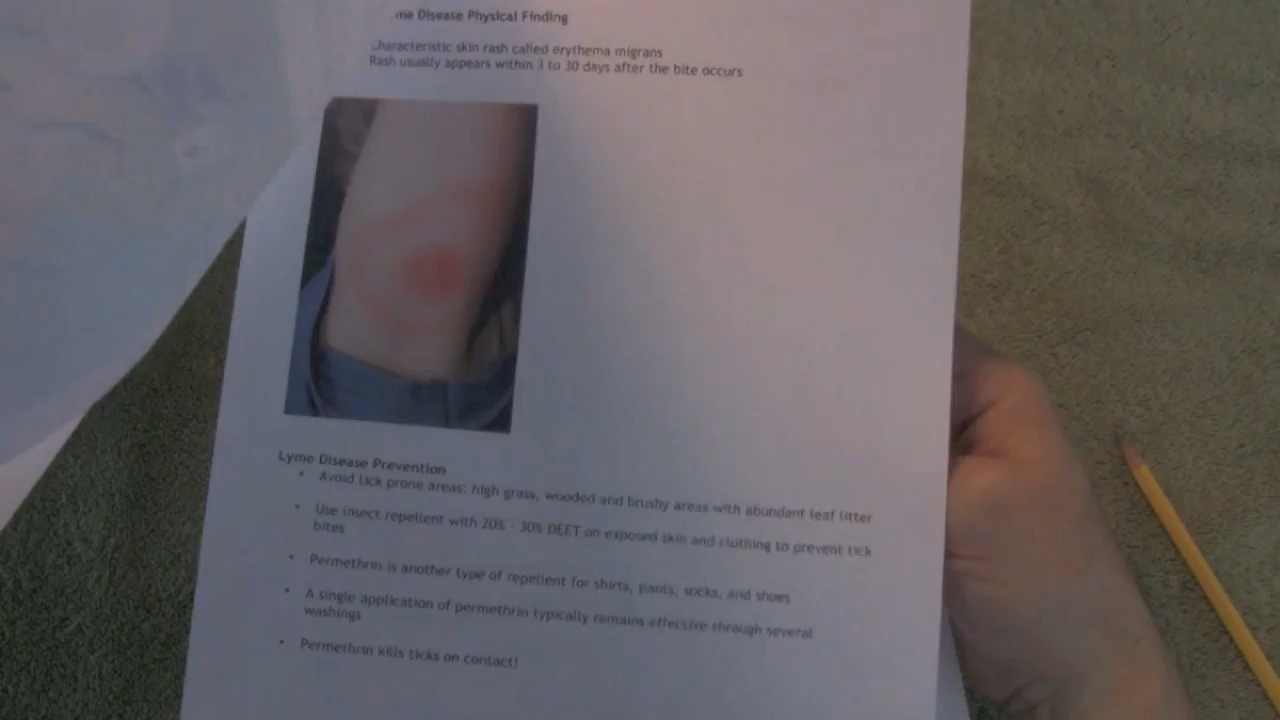 me Disease Physical Finding
characteristic skin rash called erythema migrans
Rash usually appears within 3 to 30 days after the bite occurs
Lyme Disease Prevention
• Avoid tick prone areas: high grass, wooded and brushy areas with abundant leaf litter
• Use insect repellent with 20% - 30% DEET on exposed skin and clothing to prevent tick
bites
• Permethrin is another type of repellent for shirts, pants, socks, and shoes
• A single application of permethrin typically remains effective through several
washings
• Permethrin kills ticks on contact!